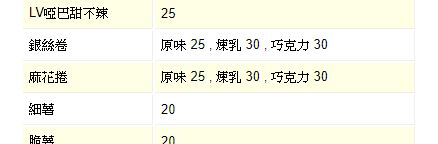 LV啞巴甜不辣 25
銀絲卷 原味 25 , 煉乳 30 , 巧克力 30
麻花捲 原味 25 , 煉乳 30 , 巧克力 30
細薯 20
脆薯 20